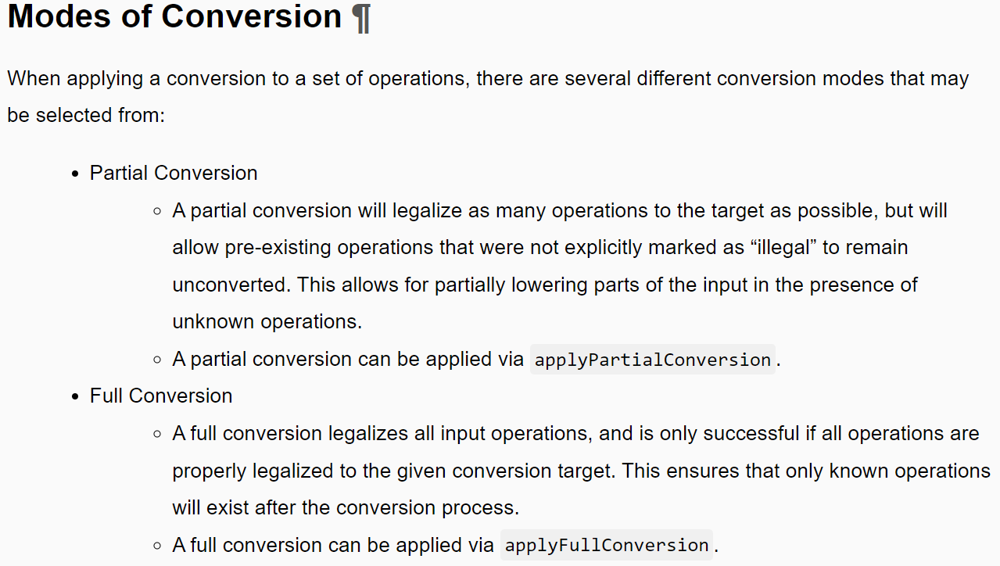 Modes of Conversion ¶
When applying a conversion to a set of operations, there are several different conversion modes that may
be selected from:
• Partial Conversion
◦ A partial conversion will legalize as many operations to the target as possible, but will
allow pre-existing operations that were not explicitly marked as “illegal” to remain
unconverted. This allows for partially lowering parts of the input in the presence of
unknown operations.
◦ A partial conversion can be applied via applyPartialConversion.
• Full Conversion
◦ A full conversion legalizes all input operations, and is only successful if all operations are
properly legalized to the given conversion target. This ensures that only known operations
will exist after the conversion process.
◦ A full conversion can be applied via applyFullConversion.